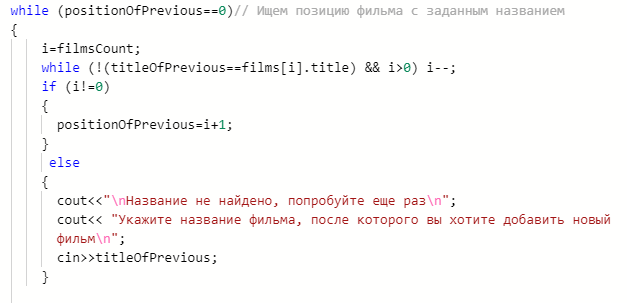 while (positionOfPrevious==0)// Ищем позицию фильма с заданным названием
{
i=filmsCount;
while (!(titleOfPrevious==films[i].title) && i>0) i--;
if (i!=0)
{
positionOfPrevious=i+1;
}
else
{
cout<<"\nНазвание не найдено, попробуйте еще раз\n";
cout<< "Укажите название фильма, после которого вы хотите добавить новый
фильм\n";
cin>>titleOfPrevious;
}